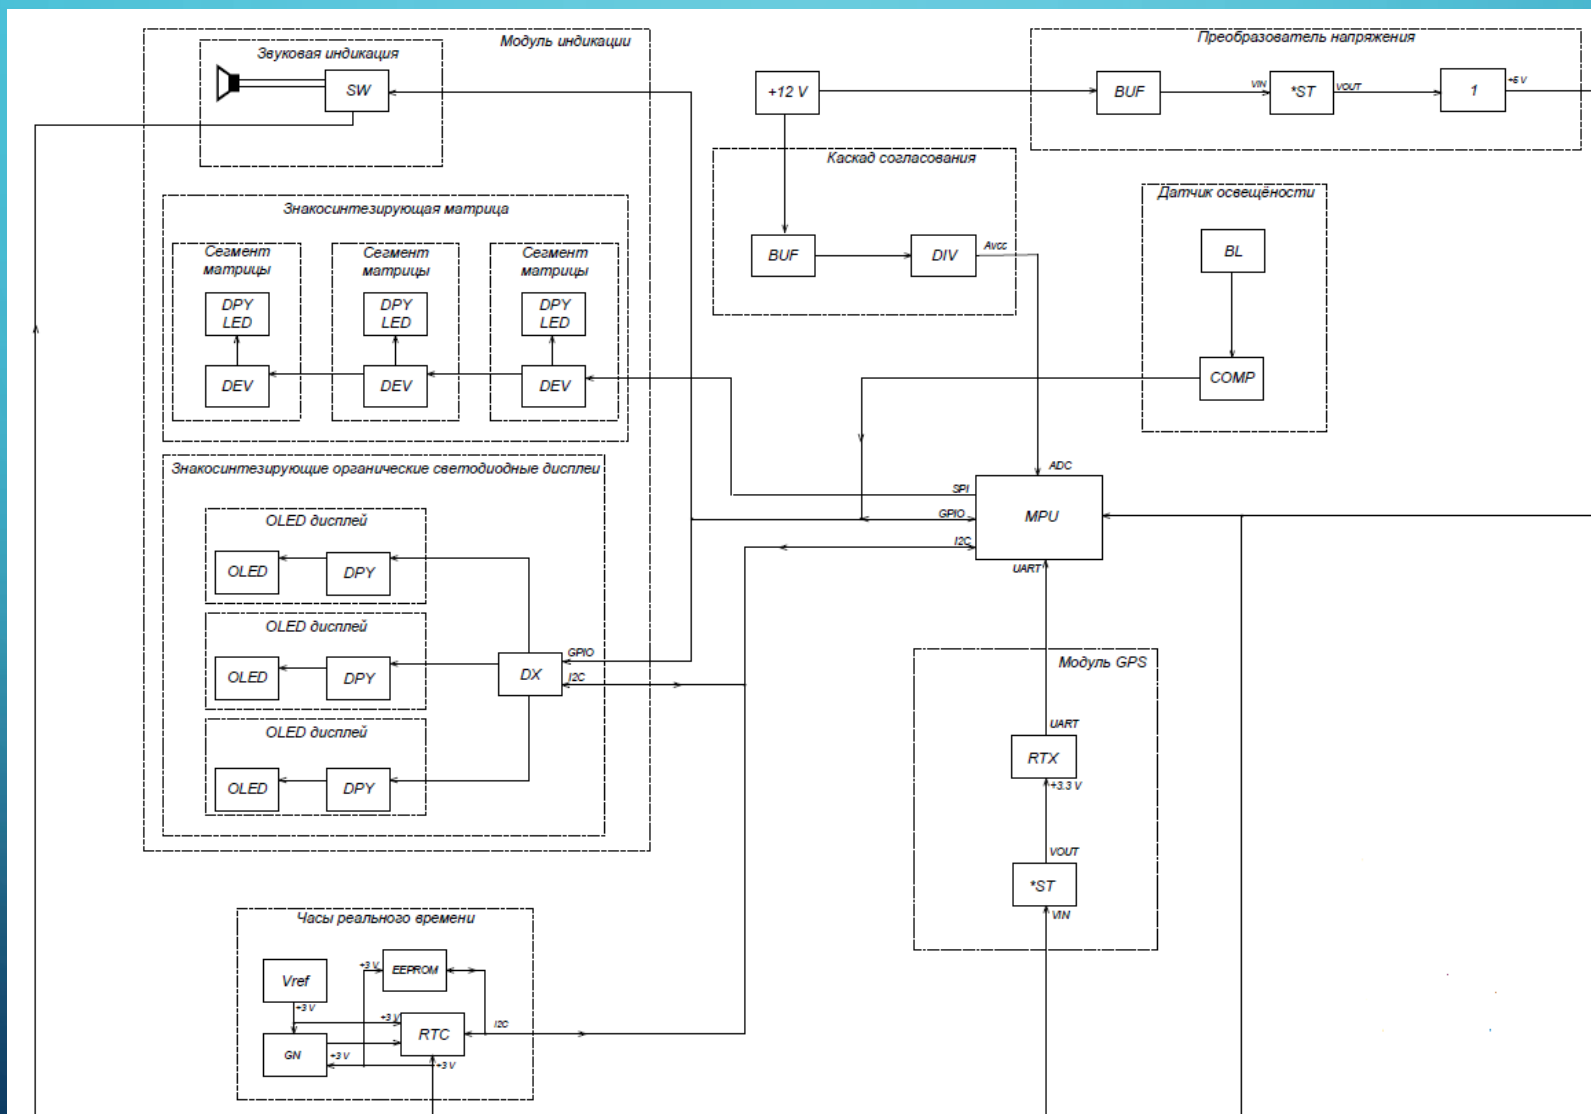 Модуль индикации
Звуковая индикация
SW
Знакосинтезирующая матрица
Сегмент
матрицы
DPY
LED
DEV
Сегмент
матрицы
DPY
LED
DEV
Сегмент
матрицы
DPY
LED
DEV
Знакосинтезирующие органические светодиодные дисплеи
OLED дисплей
OLED
DPY
OLED дисплей
OLED
DPY
OLED дисплей
OLED
DPY
DX
GPIO
I2C
Часы реального времени
Vref
+3 V
GN
+3 V
+3 V
EEPROM
+3 V
RTC
+3 V
I2C
+12 V
Преобразователь напряжения
BUF
VIN
*ST
VOUT
1
+5 V
Каскад согласования
BUF
DIV
Avcc
Датчик освещёности
BL
COMP
ADC
SPI
GPIO
I2C
UART
MPU
Модуль GPS
UART
RTX
+3.3 V
VOUT
*ST
VIN